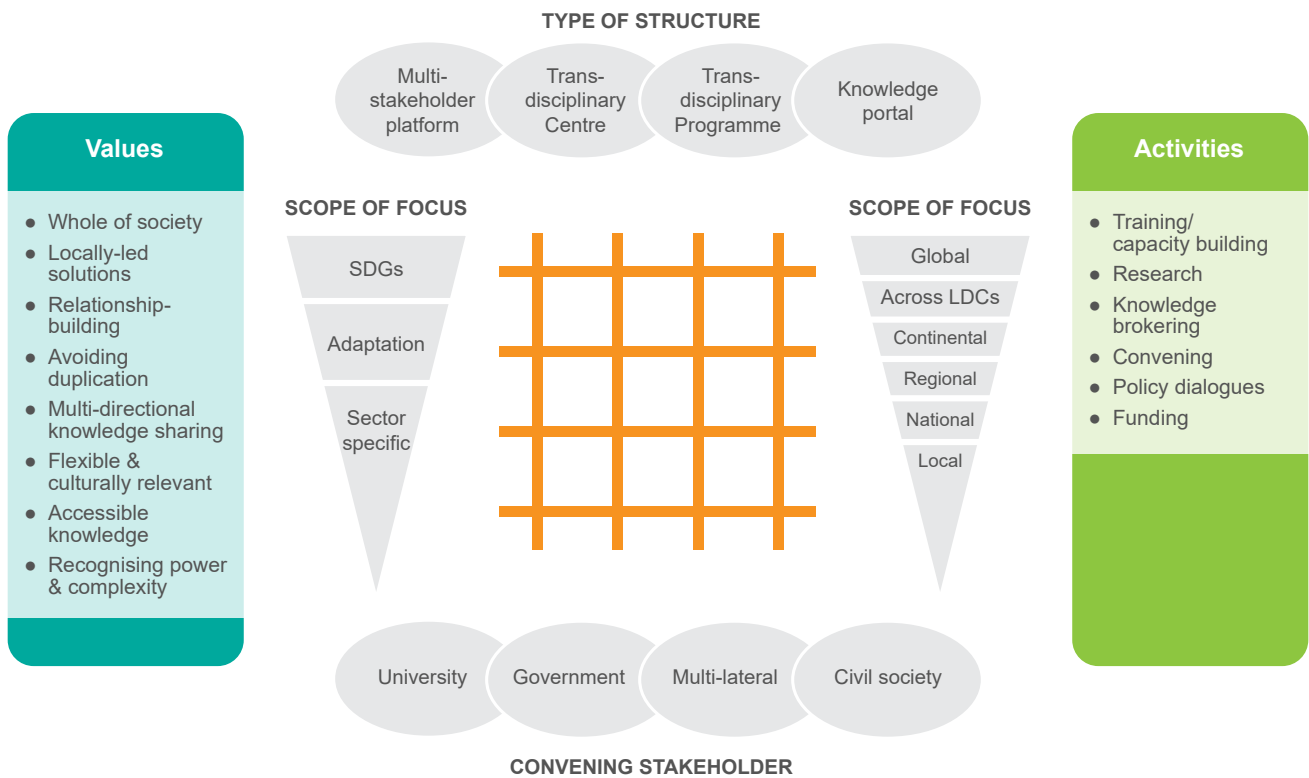 TYPE OF STRUCTURE
Multi-
stakeholder
platform
Trans-
disciplinary
Centre
Trans-
disciplinary
Programme
Knowledge
portal
Values
● Whole of society
● Locally-led
solutions
● Relationship-
building
● Avoiding
duplication
● Multi-directional
knowledge sharing
● Flexible &
culturally relevant
● Accessible
knowledge
● Recognising power
& complexity
SCOPE OF FOCUS
SDGs
Adaptation
Sector
specific
SCOPE OF FOCUS
Global
Across LDCs
Continental
Regional
National
Local
Activities
● Training/
capacity building
● Research
● Knowledge
brokering
● Convening
● Policy dialogues
● Funding
University
Government
Multi-lateral
Civil society
CONVENING STAKEHOLDER